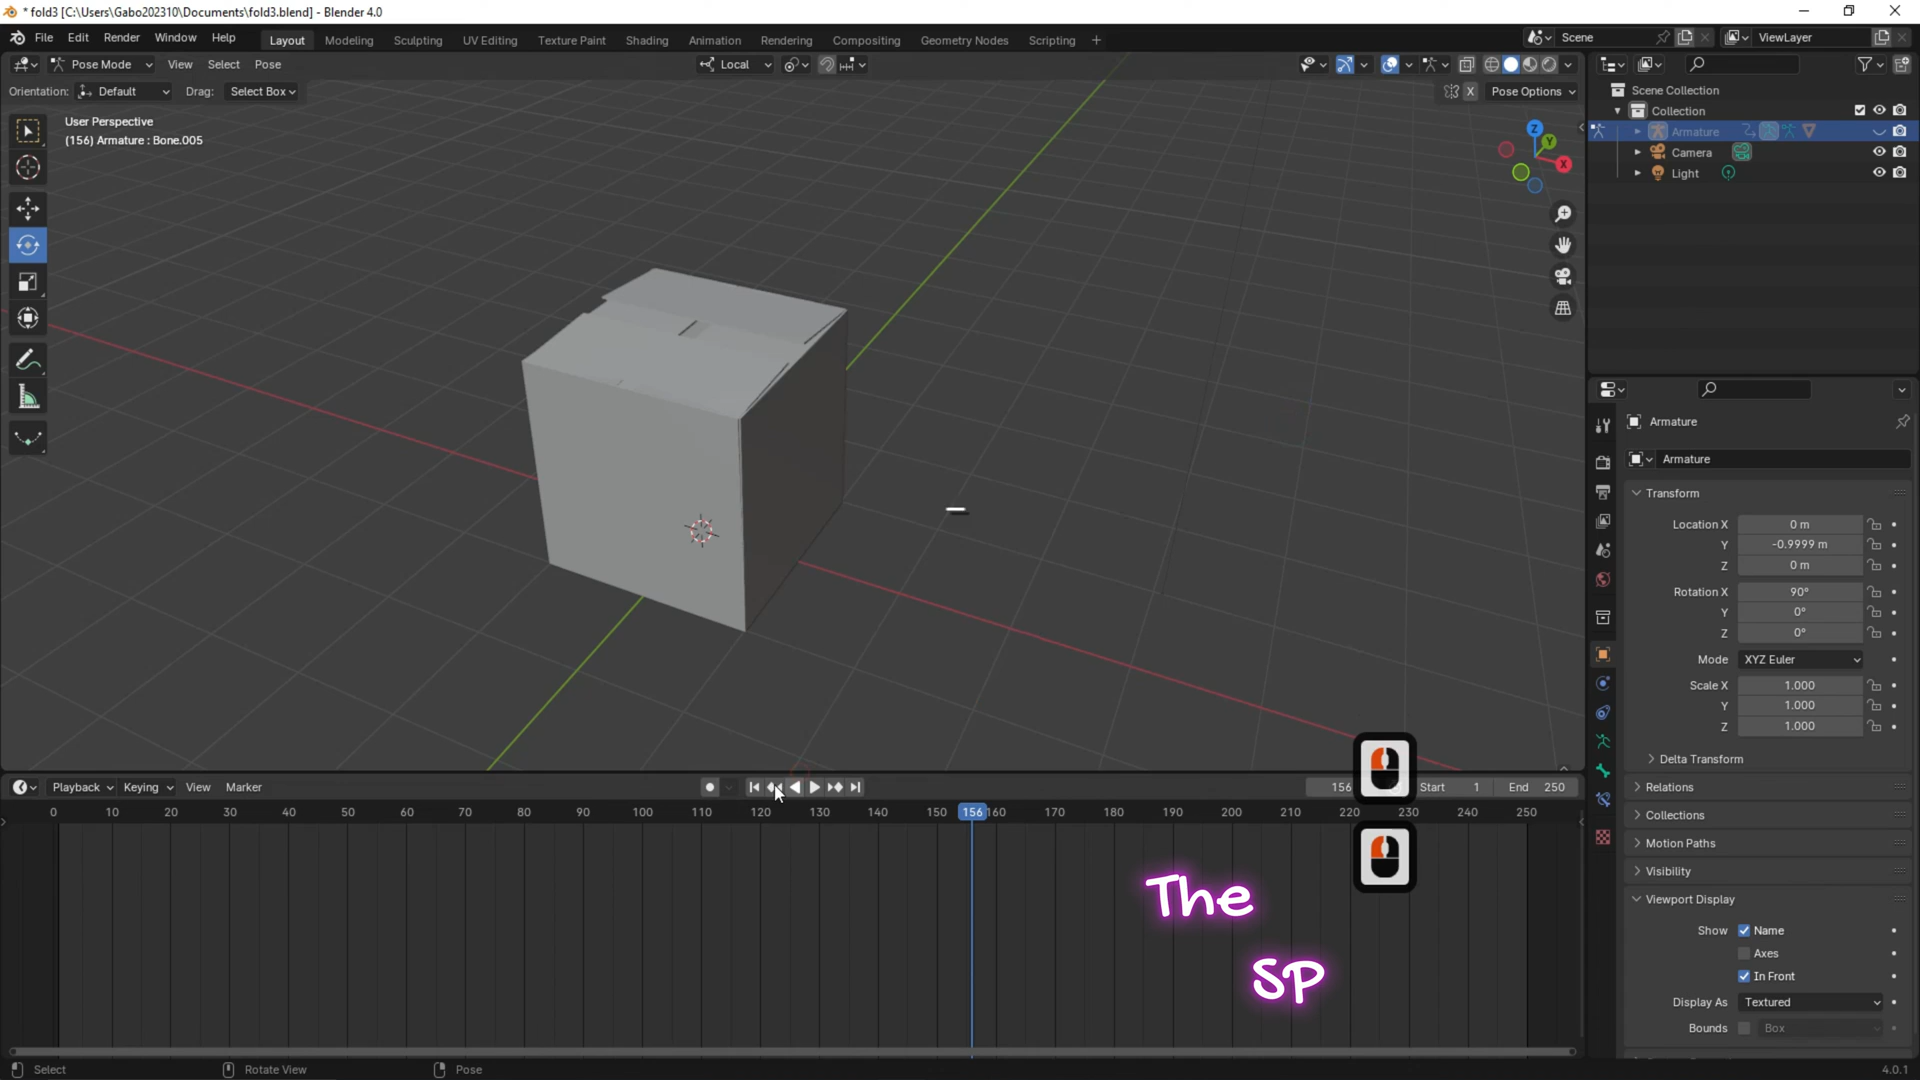 * fold3 [C:\Users\Gabo202310\Documents\fold3.blend] - Blender 4.0
File Edit Render Window Help Layout Modeling Sculpting UV Editing Texture Paint Shading Animation Rendering Compositing Geometry Nodes Scripting + Scene ViewLayer
Pose Mode View Select Pose Local
Orientation: Default Drag: Select Box X Pose Options
User Perspective
(156) Armature : Bone.005
Z
Y
X
Scene Collection
Collection
Armature
Camera
Light
Armature
Armature
Transform
Location X 0 m
Y -0.9999 m
Z 0 m
Rotation X 90°
Y 0°
Z 0°
Mode XYZ Euler
Scale X 1.000
Y 1.000
Z 1.000
Delta Transform
Relations
Collections
Motion Paths
Visibility
Viewport Display
Show Name
Axes
In Front
Display As Textured
Bounds Box
Playback Keying View Marker 156 Start 1 End 250
0 10 20 30 40 50 60 70 80 90 100 110 120 130 140 150 156 160 170 180 190 200 210 220 230 240 250
The
SP
Select Rotate View Pose 4.0.1